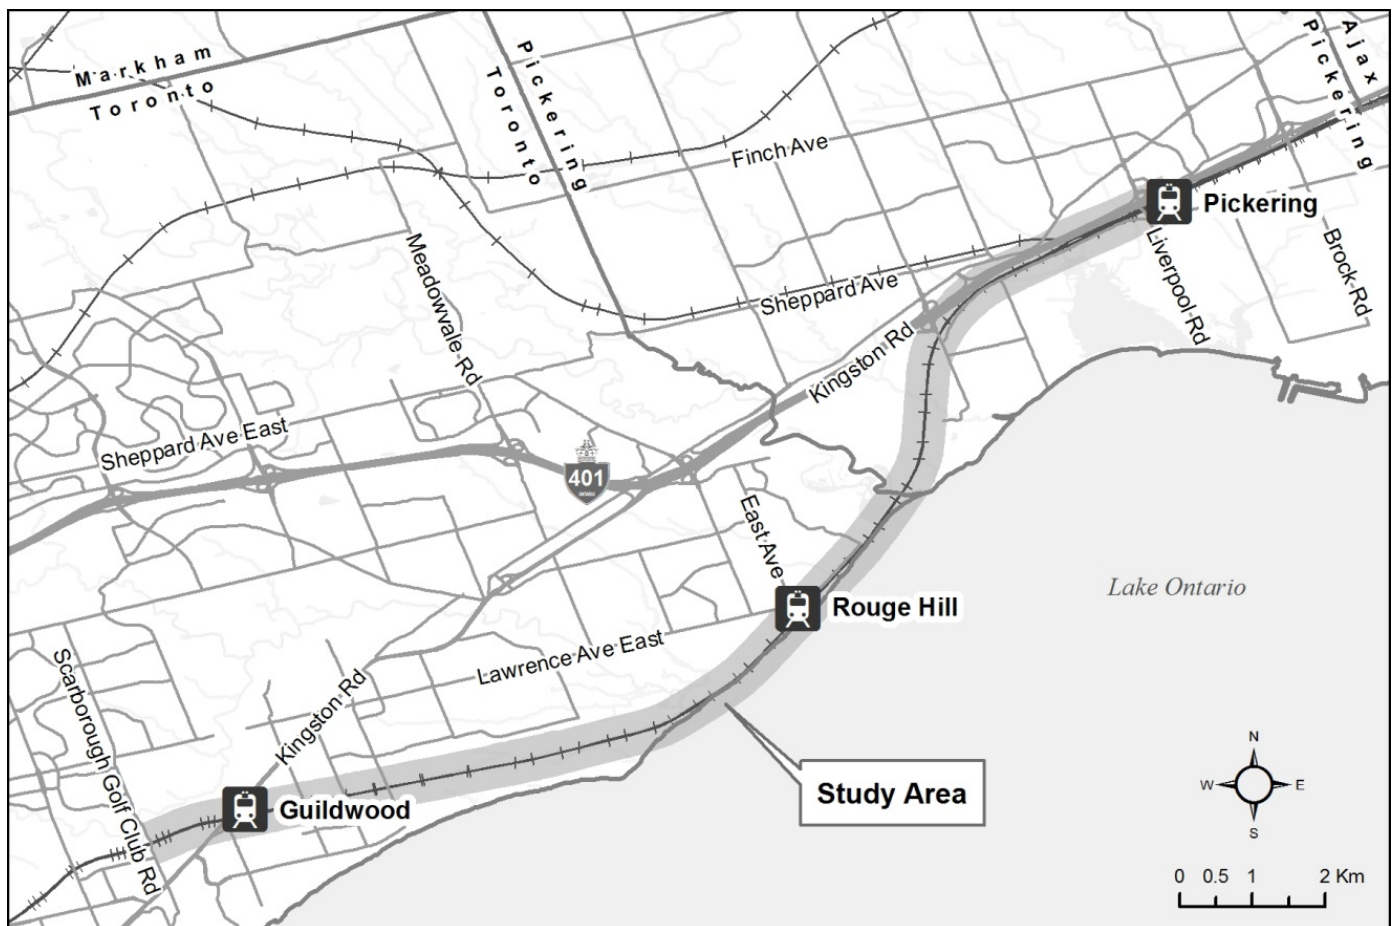 Markham
Toronto
Pickering
Toronto
Ajax
Pickering
Finch Ave
Pickering
Meadowvale Rd
Liverpool Rd
Brock Rd
Sheppard Ave
Kingston Rd
Sheppard Ave East
401
ONTARIO
East Ave
Lake Ontario
Rouge Hill
Lawrence Ave East
Scarborough Golf Club Rd
Kingston Rd
Study Area
Guildwood
N
W
E
S
0 0.5 1 2 Km